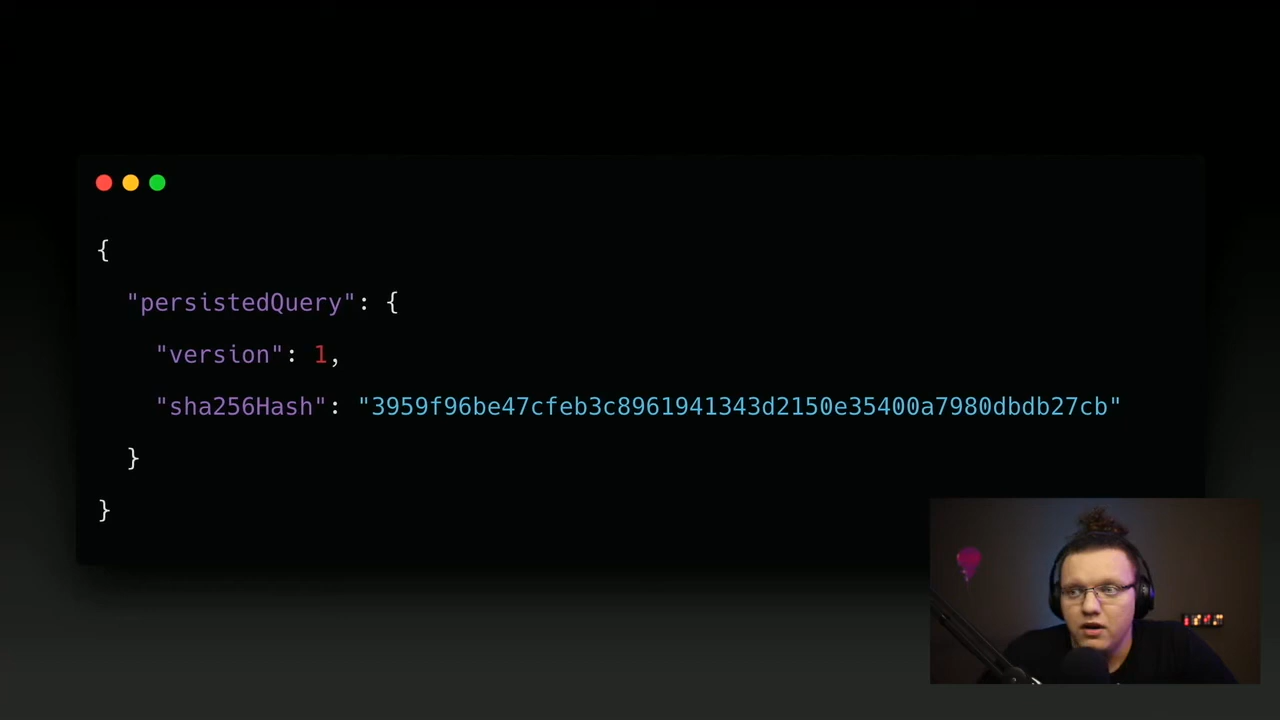 {
"persistedQuery": {
"version": 1,
"sha256Hash": "3959f96be47cfeb3c8961941343d2150e35400a7980dbdb27cb"
}
}